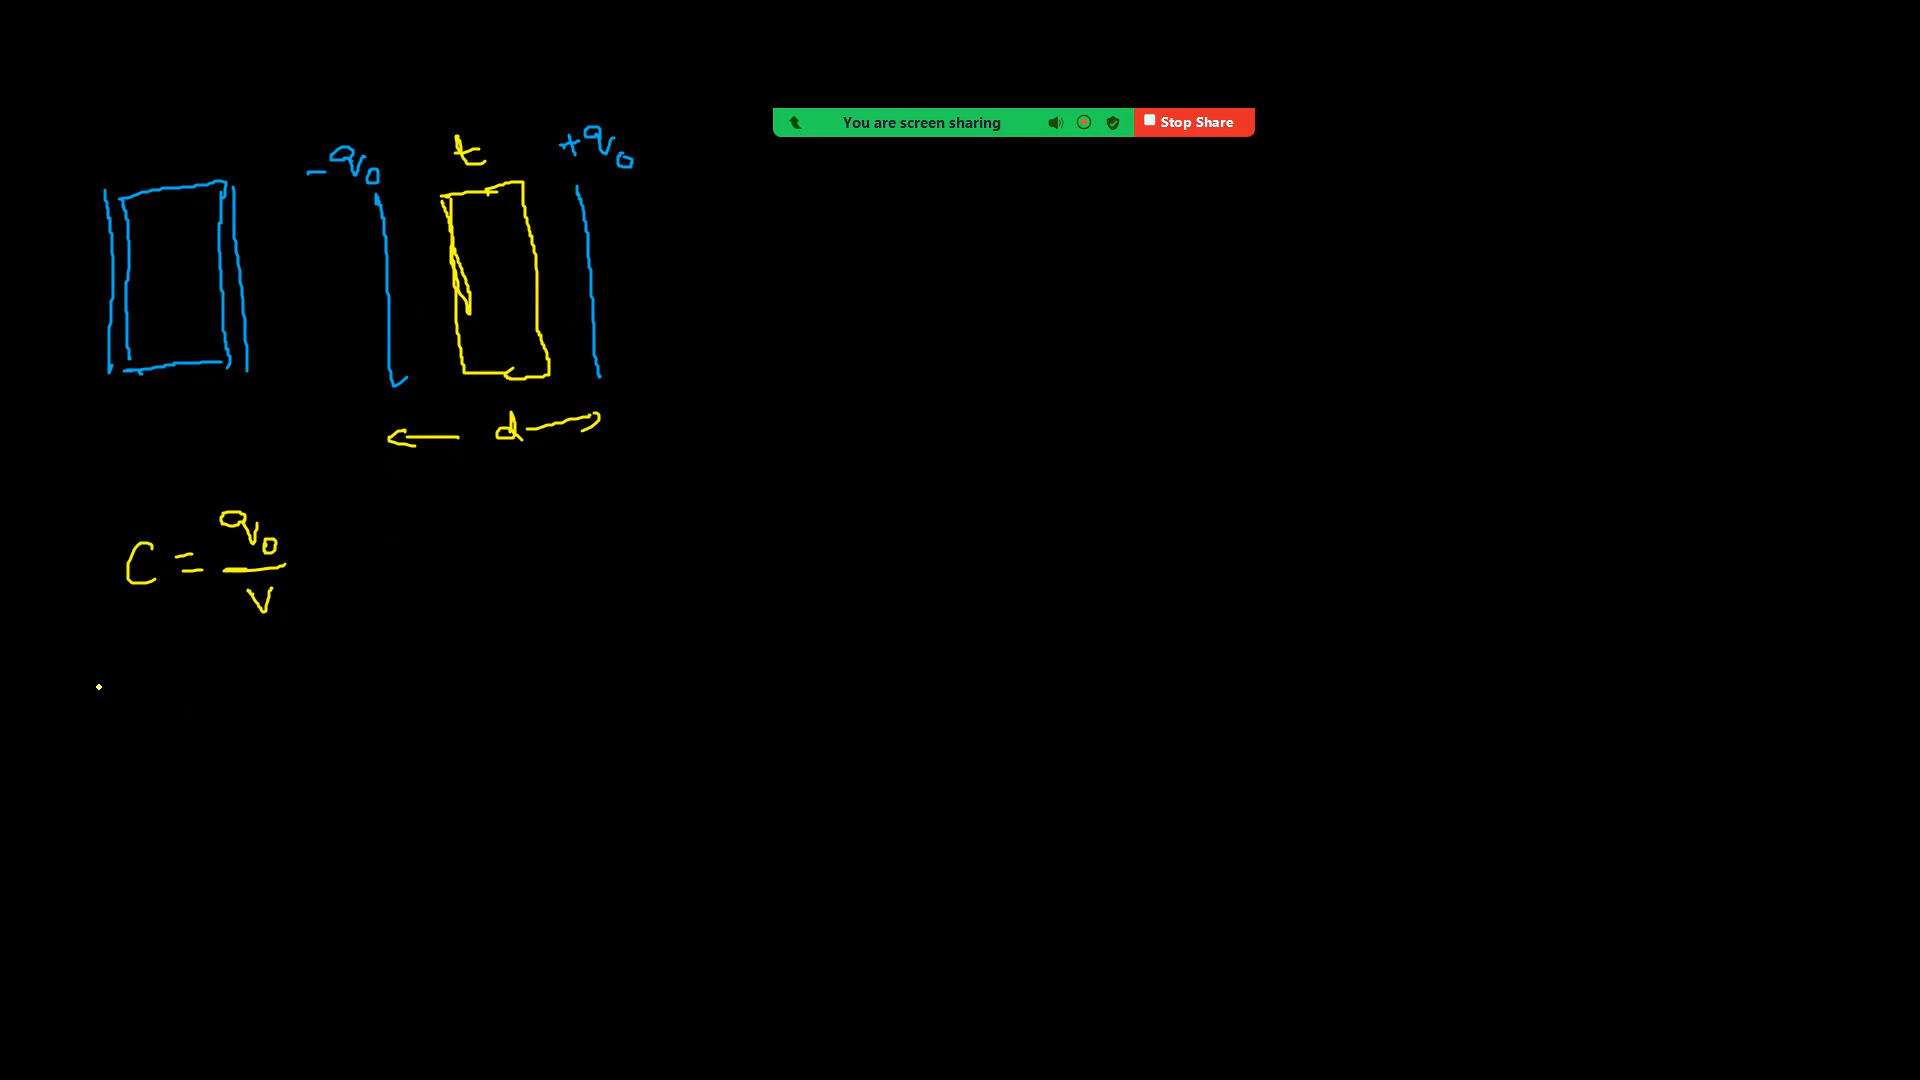 You are screen sharing Stop Share
-q₀ t +q₀
d
C = q₀/V